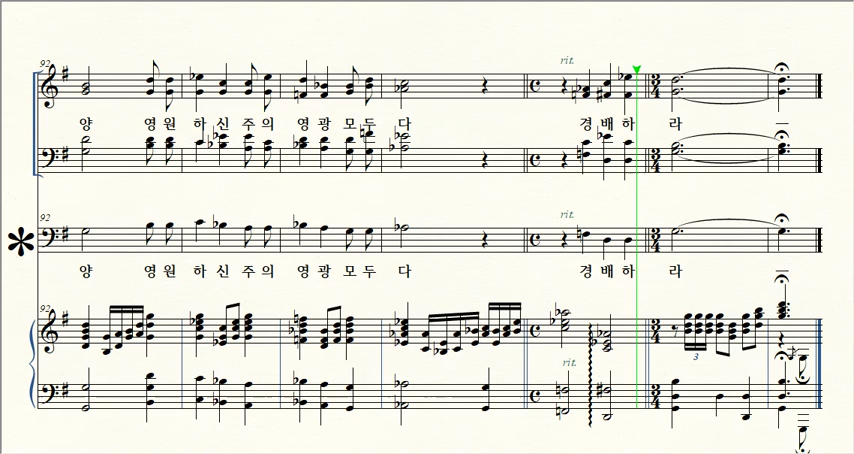 92
rit.
양 영 원 하 신 주 의 영 광 모 두 다 경 배 하 라
92
rit.
양 영 원 하 신 주 의 영 광 모 두 다 경 배 하 라
92
3
rit.